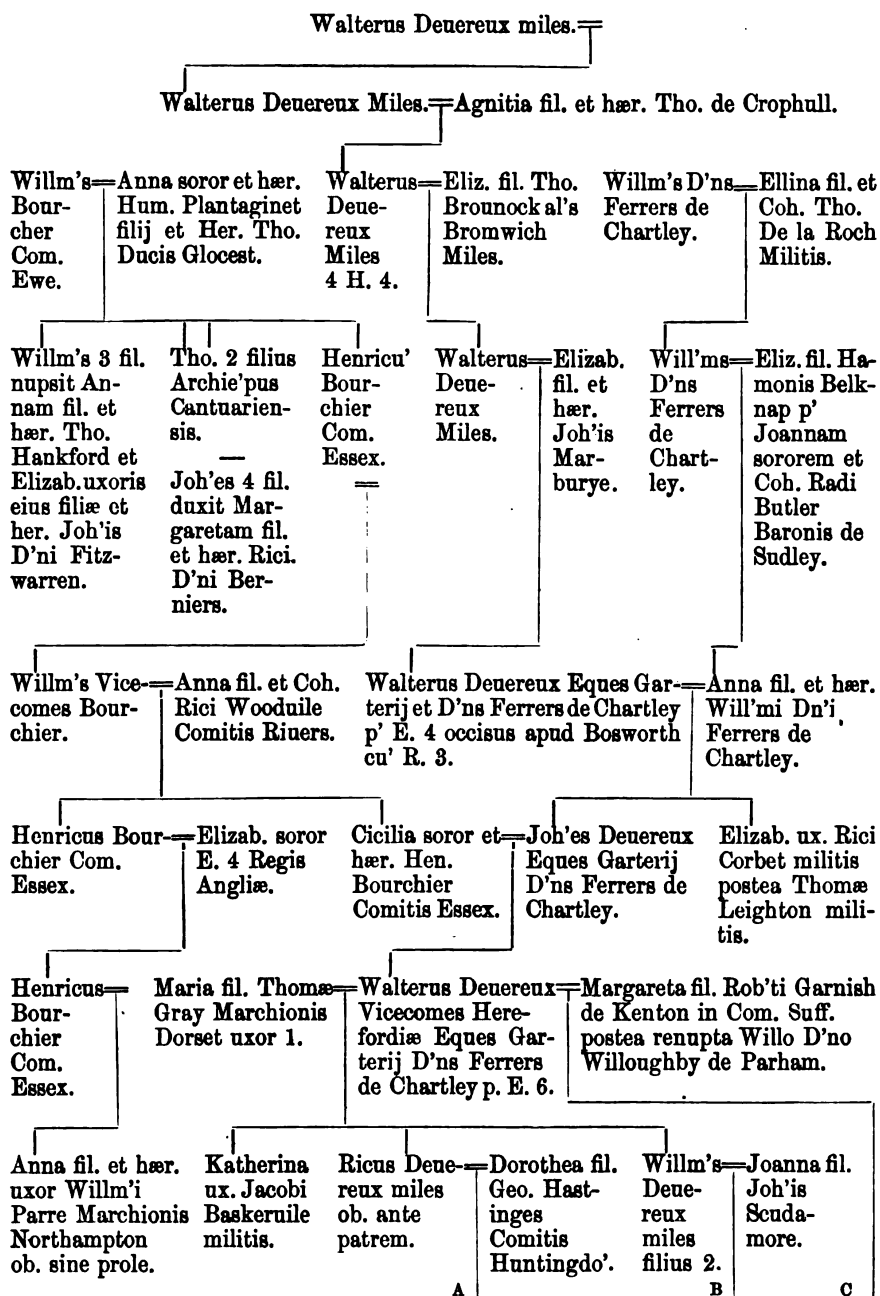 Walterus Deuereux miles.
Walterus Deuereux Miles. Agnitia fil. et hær. Tho. de Crophull.
Willm's
Bour-
cher
Com.
Ewe.
Anna soror et hær.
Hum. Plantaginet
filij et Her. Tho.
Ducis Glocest.
Walterus
Deue-
reux
Miles
4 H. 4.
Eliz. fil. Tho.
Brounock al's
Bromwich
Miles.
Willm's D'ns
Ferrers de
Chartley.
Ellina fil. et
Coh. Tho.
De la Roch
Militis.
Willm's 3 fil.
nupsit An-
nam fil. et
hær. Tho.
Hankford et
Elizab. uxoris
eius filiæ et
her. Joh'is
D'ni Fitz-
warren.
Tho. 2 filius
Archie'pus
Cantuarien-
sis.
—
Joh'es 4 fil.
duxit Mar-
garetam fil.
et hær. Rici.
D'ni Ber-
niers.
Henricu'
Bour-
chier
Com.
Essex.
Walterus
Deue-
reux
Miles.
Elizab.
fil. et
hær.
Joh'is
Mar-
burye.
Will'ms
D'ns
Ferrers
de
Chart-
ley.
Eliz. fil. Ha-
monis Belk-
nap p'
Joannam
sororem et
Coh. Radi
Butler
Baronis de
Sudley.
Willm's Vice-
comes Bour-
chier.
Anna fil. et Coh.
Rici Wooduile
Comitis Riuers.
Walterus Deuereux Eques Gar-
terij et D'ns Ferrers de Chartley
p' E. 4 occisus apud Bosworth
cu' R. 3.
Anna fil. et hær.
Will'mi Dn'i
Ferrers de
Chartley.
Henricus Bour-
chier Com.
Essex.
Elizab. soror
E. 4 Regis
Angliæ.
Cicilia soror et
hær. Hen.
Bourchier
Comitis Essex.
Joh'es Deuereux
Eques Garterij
D'ns Ferrers de
Chartley.
Elizab. ux. Rici
Corbet militis
postea Thomæ
Leighton mili-
tis.
Henricus
Bour-
chier
Com.
Essex.
Maria fil. Thomæ
Gray Marchionis
Dorset uxor 1.
Walterus Deuereux
Vicecomes Here-
fordiæ Eques Gar-
terij D'ns Ferrers
de Chartley p. E. 6.
Margareta fil. Rob'ti Garnish
de Kenton in Com. Suff.
postea renupta Willo D'no
Willoughby de Parham.
Anna fil. et hær.
uxor Willm'i
Parre Marchionis
Northampton
ob. sine prole.
Katherina
ux. Jacobi
Baskeruile
militis.
Ricus Deue-
reux miles
ob. ante
patrem.
Dorothea fil.
Geo. Hast-
inges
Comitis
Huntingdo'.
Willm's
Deue-
reux
miles
filius 2.
Joanna fil.
Joh'is
Scuda-
more.
A B C